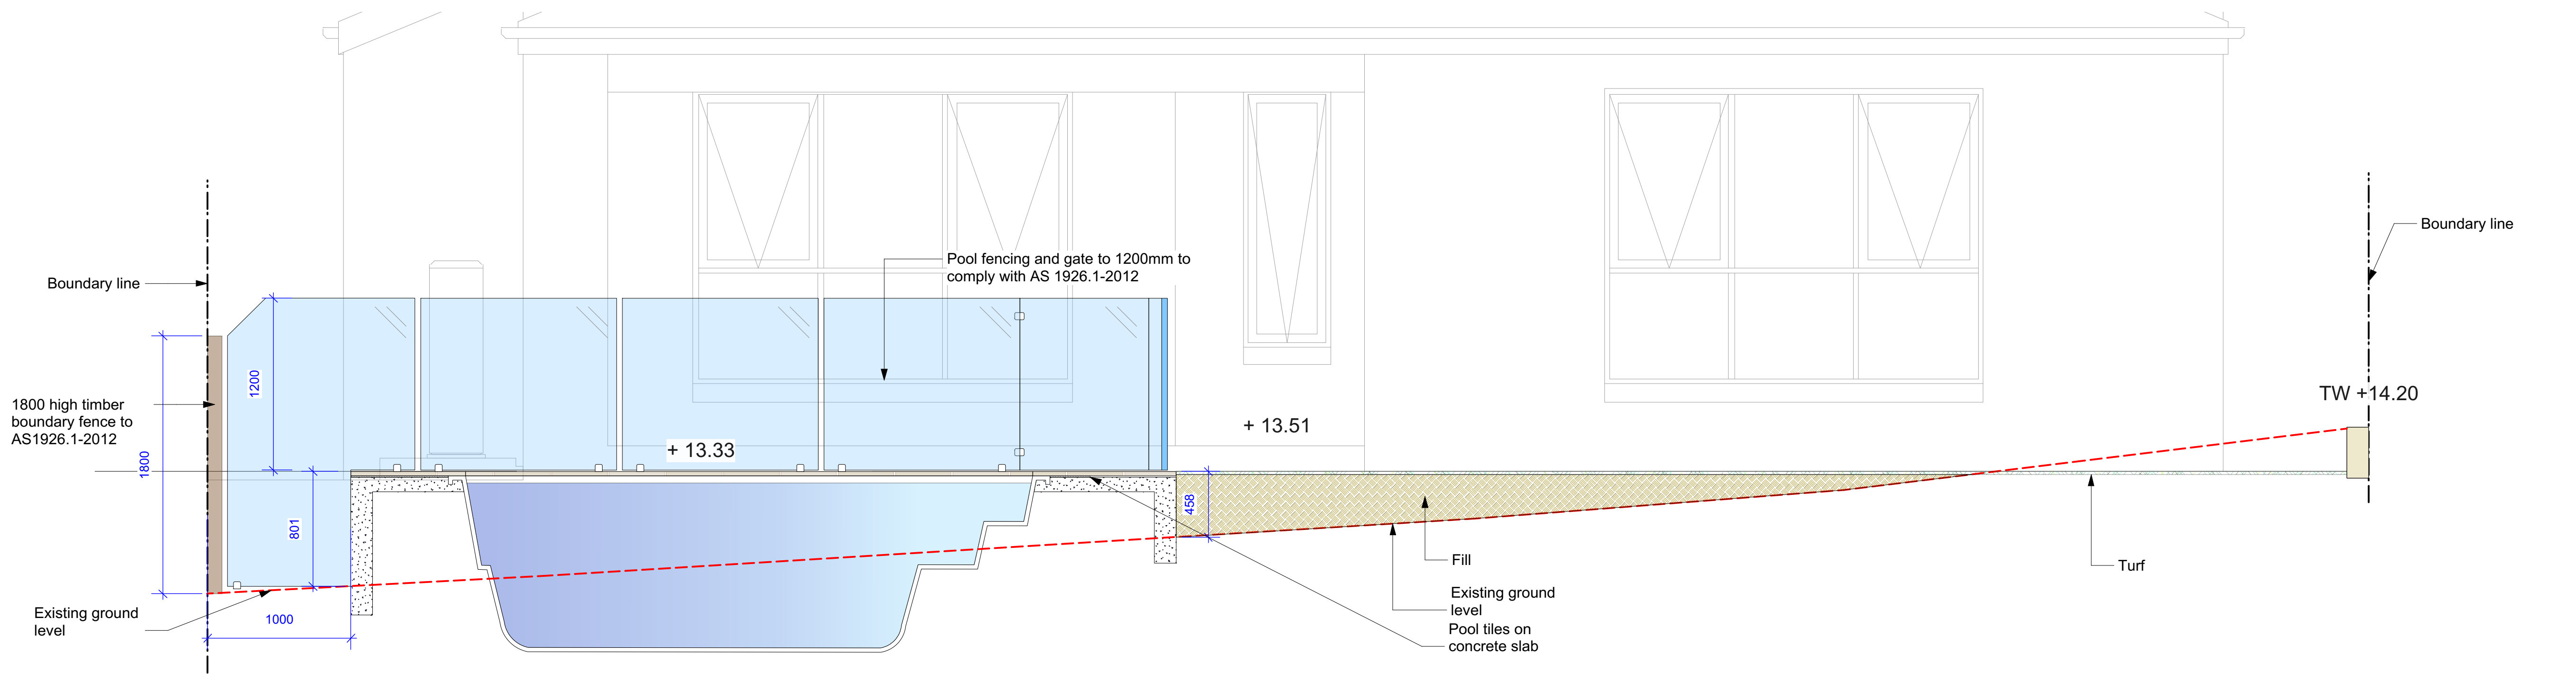 Pool fencing and gate to 1200mm to
comply with AS 1926.1-2012
Boundary line
Boundary line
1200
1800 high timber
boundary fence to
AS1926.1-2012
1800
+ 13.33
+ 13.51
TW +14.20
801
458
Fill
Turf
Existing ground
level
Existing ground
level
1000
Pool tiles on
concrete slab